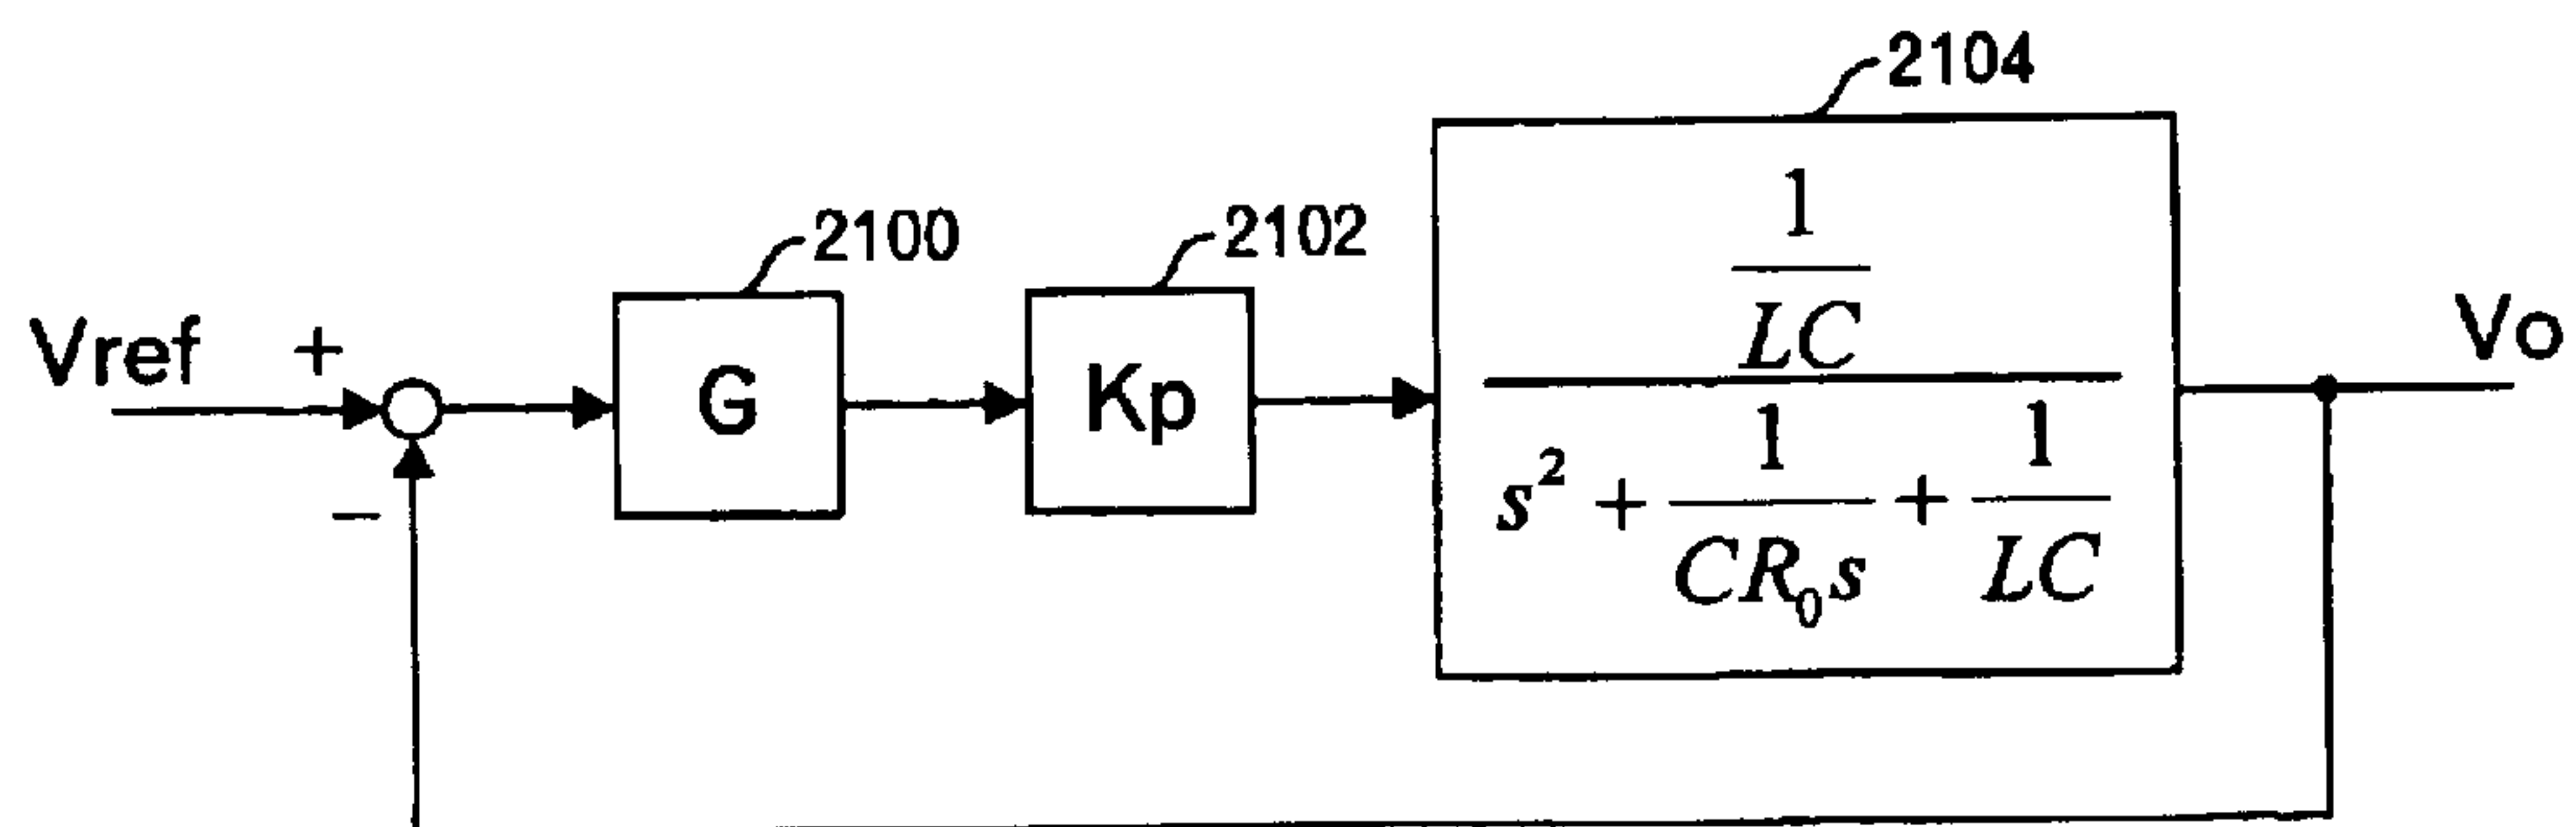 2104
2100
2102
Vref
+
−
G
Kp
1
LC
s² + 1 + 1
CR₀s LC
Vo